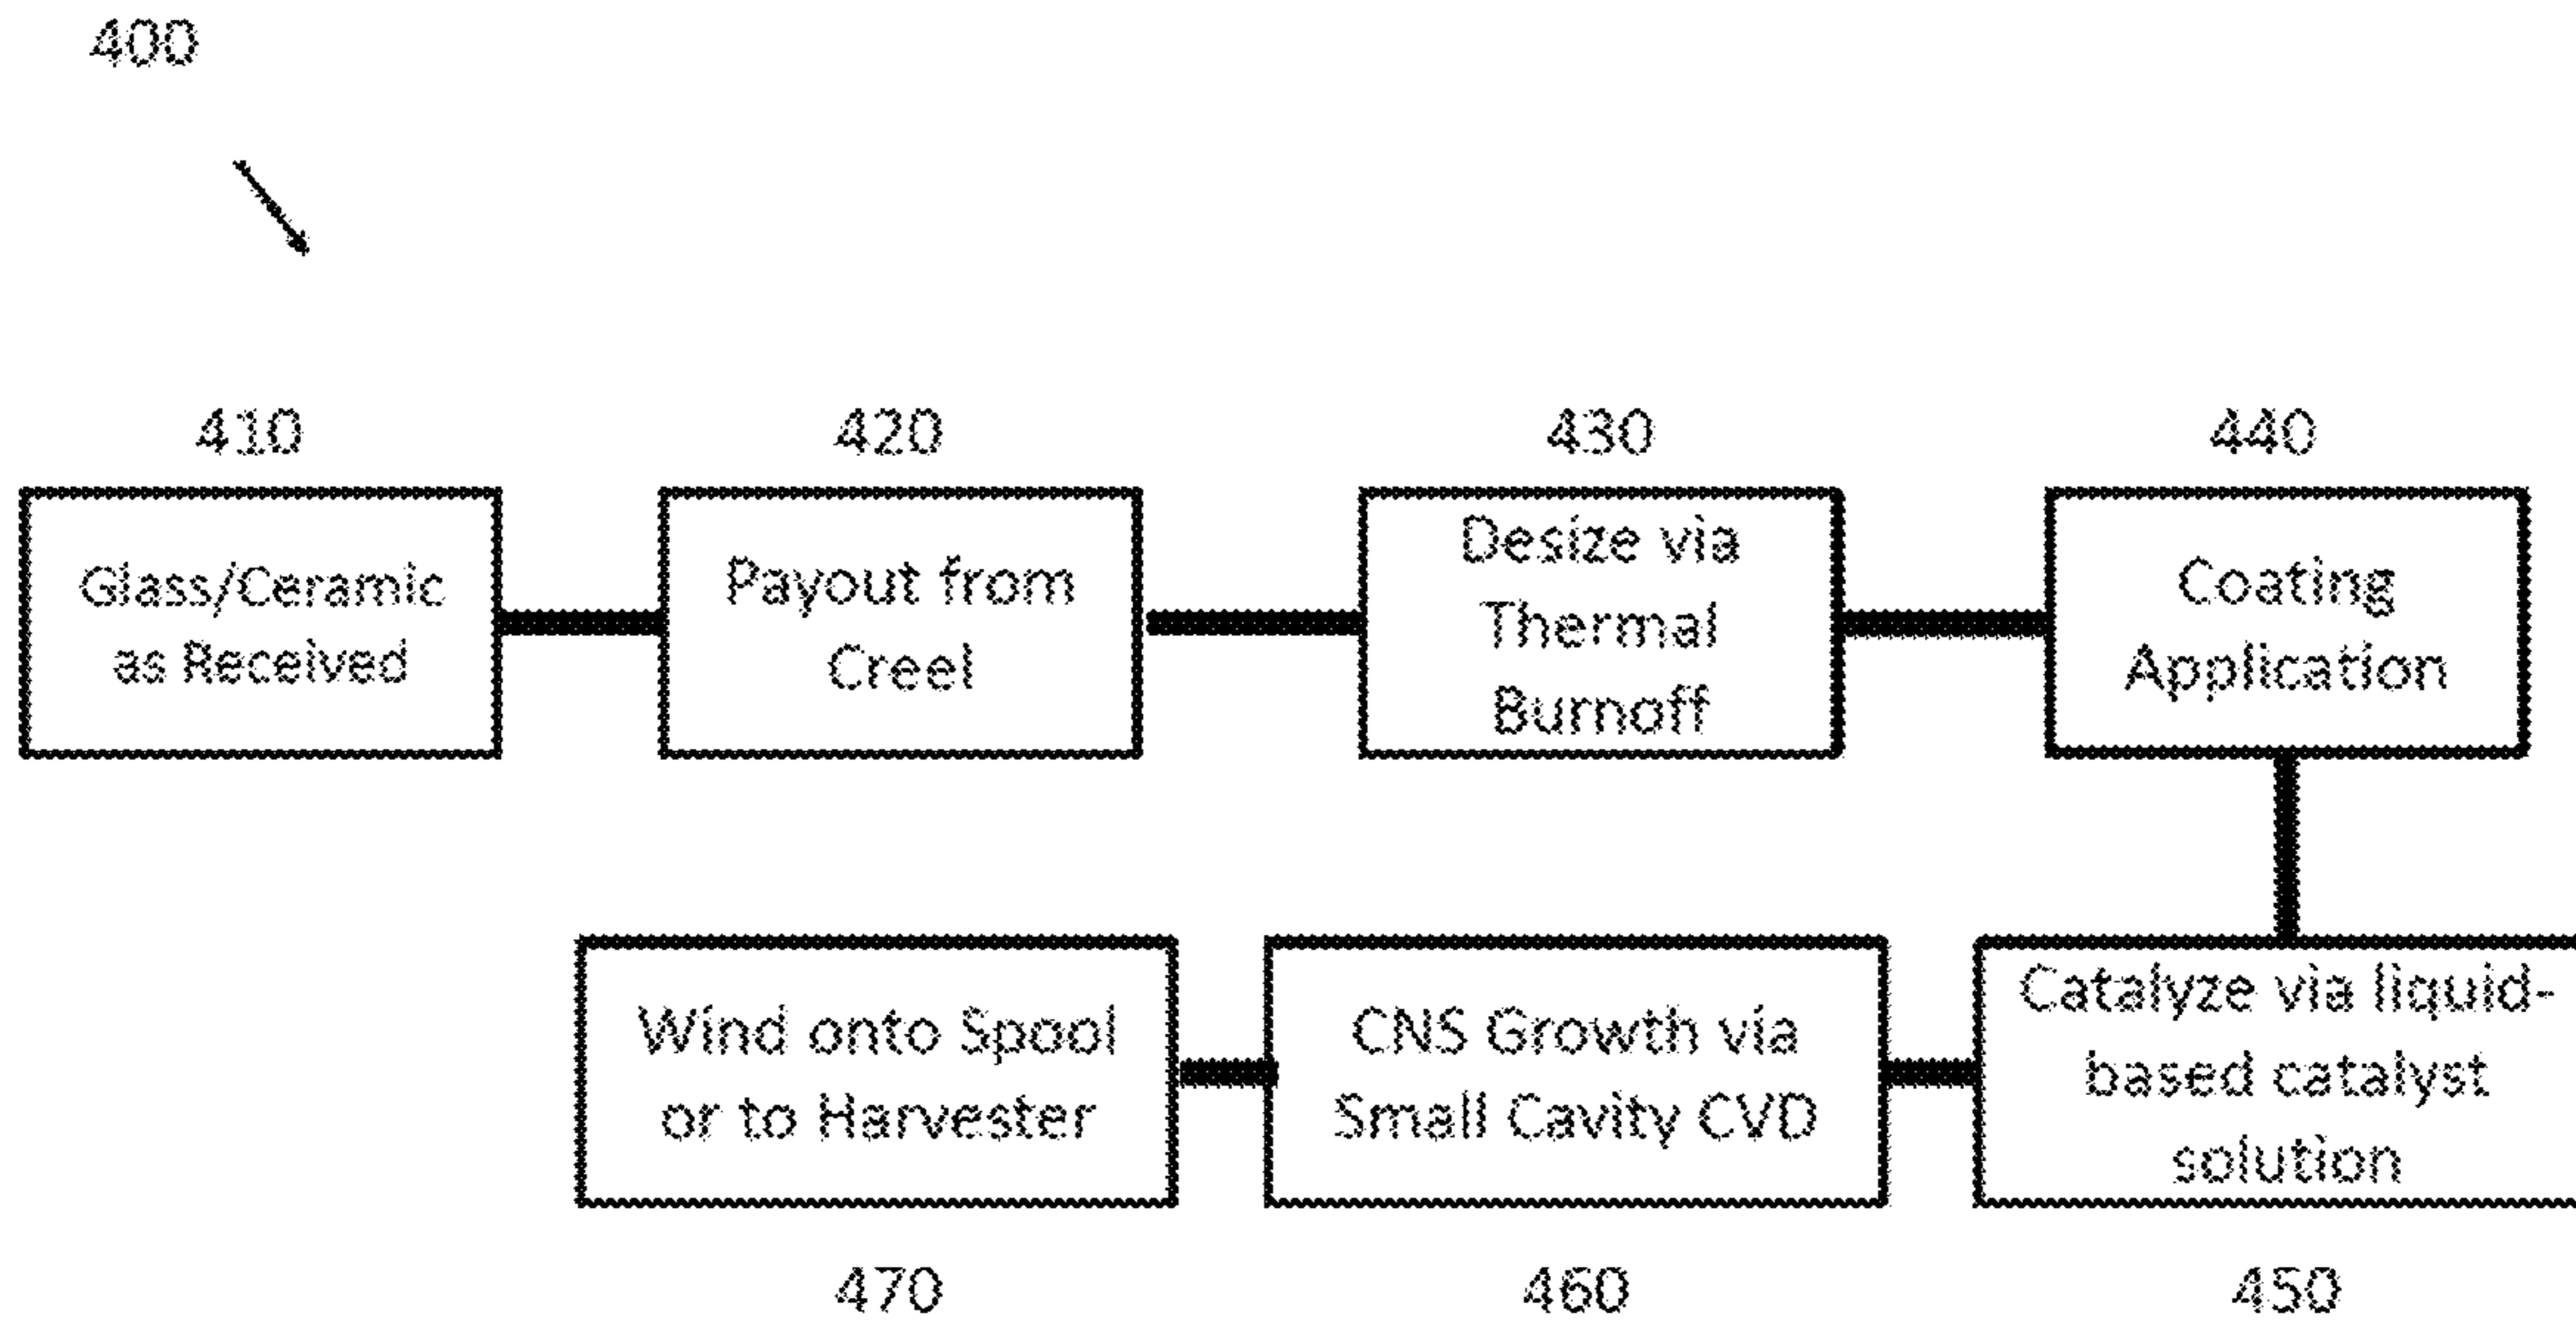 400
410
420
430
440
Glass/Ceramic
as Received
Payout from
Creel
Desize via
Thermal
Burnoff
Coating
Application
Wind onto Spool
or to Harvester
CNS Growth via
Small Cavity CVD
Catalyze via liquid-
based catalyst
solution
470
460
450